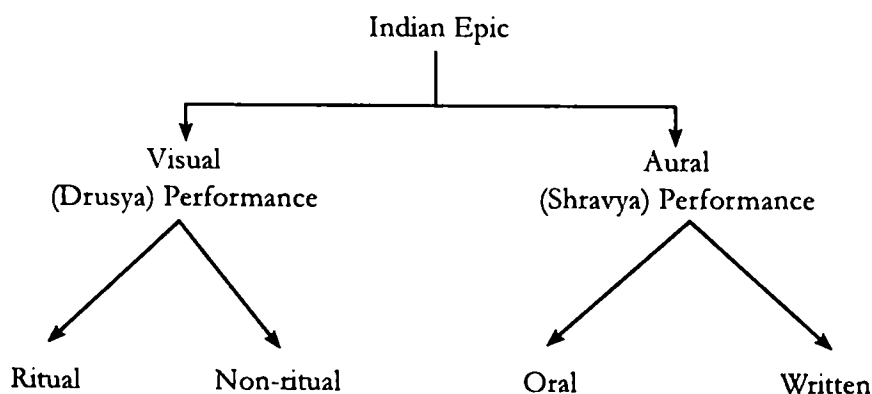 Indian Epic
Visual
(Drusya) Performance
Aural
(Shravya) Performance
Ritual
Non-ritual
Oral
Written